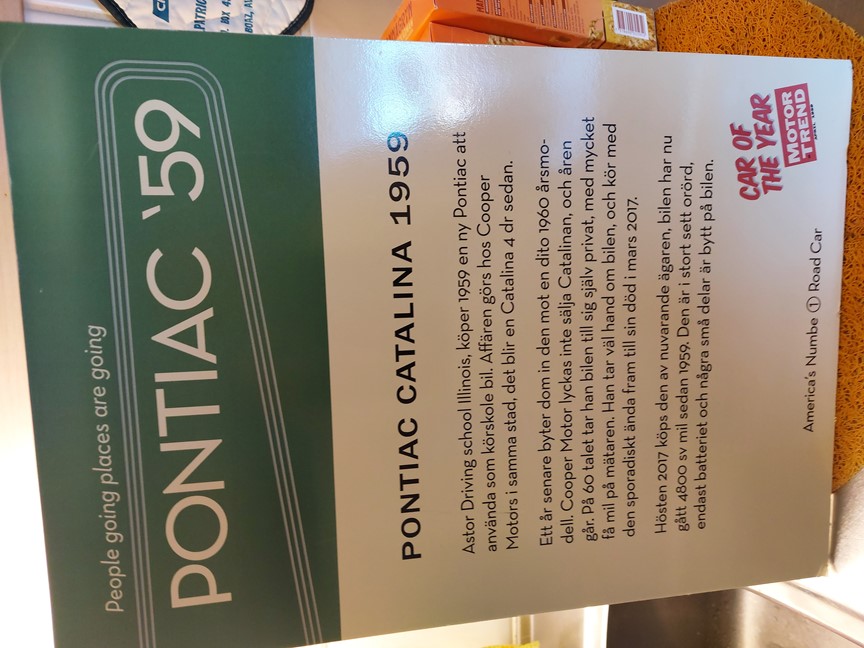 People going places are going
PONTIAC '59
PONTIAC CATALINA 1959
Astor Driving school Illinois, köper 1959 en ny Pontiac att
använda som körskole bil. Affären görs hos Cooper
Motors i samma stad, det blir en Catalina 4 dr sedan.
Ett år senare byter dom in den mot en dito 1960 årsmo-
dell. Cooper Motor lyckas inte sälja Catalinan, och åren
går. På 60 talet tar han bilen till sig själv privat, med mycket
få mil på mätaren. Han tar väl hand om bilen, och kör med
den sporadiskt ända fram till sin död i mars 2017.
Hösten 2017 köps den av nuvarande ägaren, bilen har nu
gått 4800 sv mil sedan 1959. Den är i stort sett orörd,
endast batteriet och några små delar är bytt på bilen.
CAR OF
THE YEAR
MOTOR
TREND
America's Numbe 1 Road Car